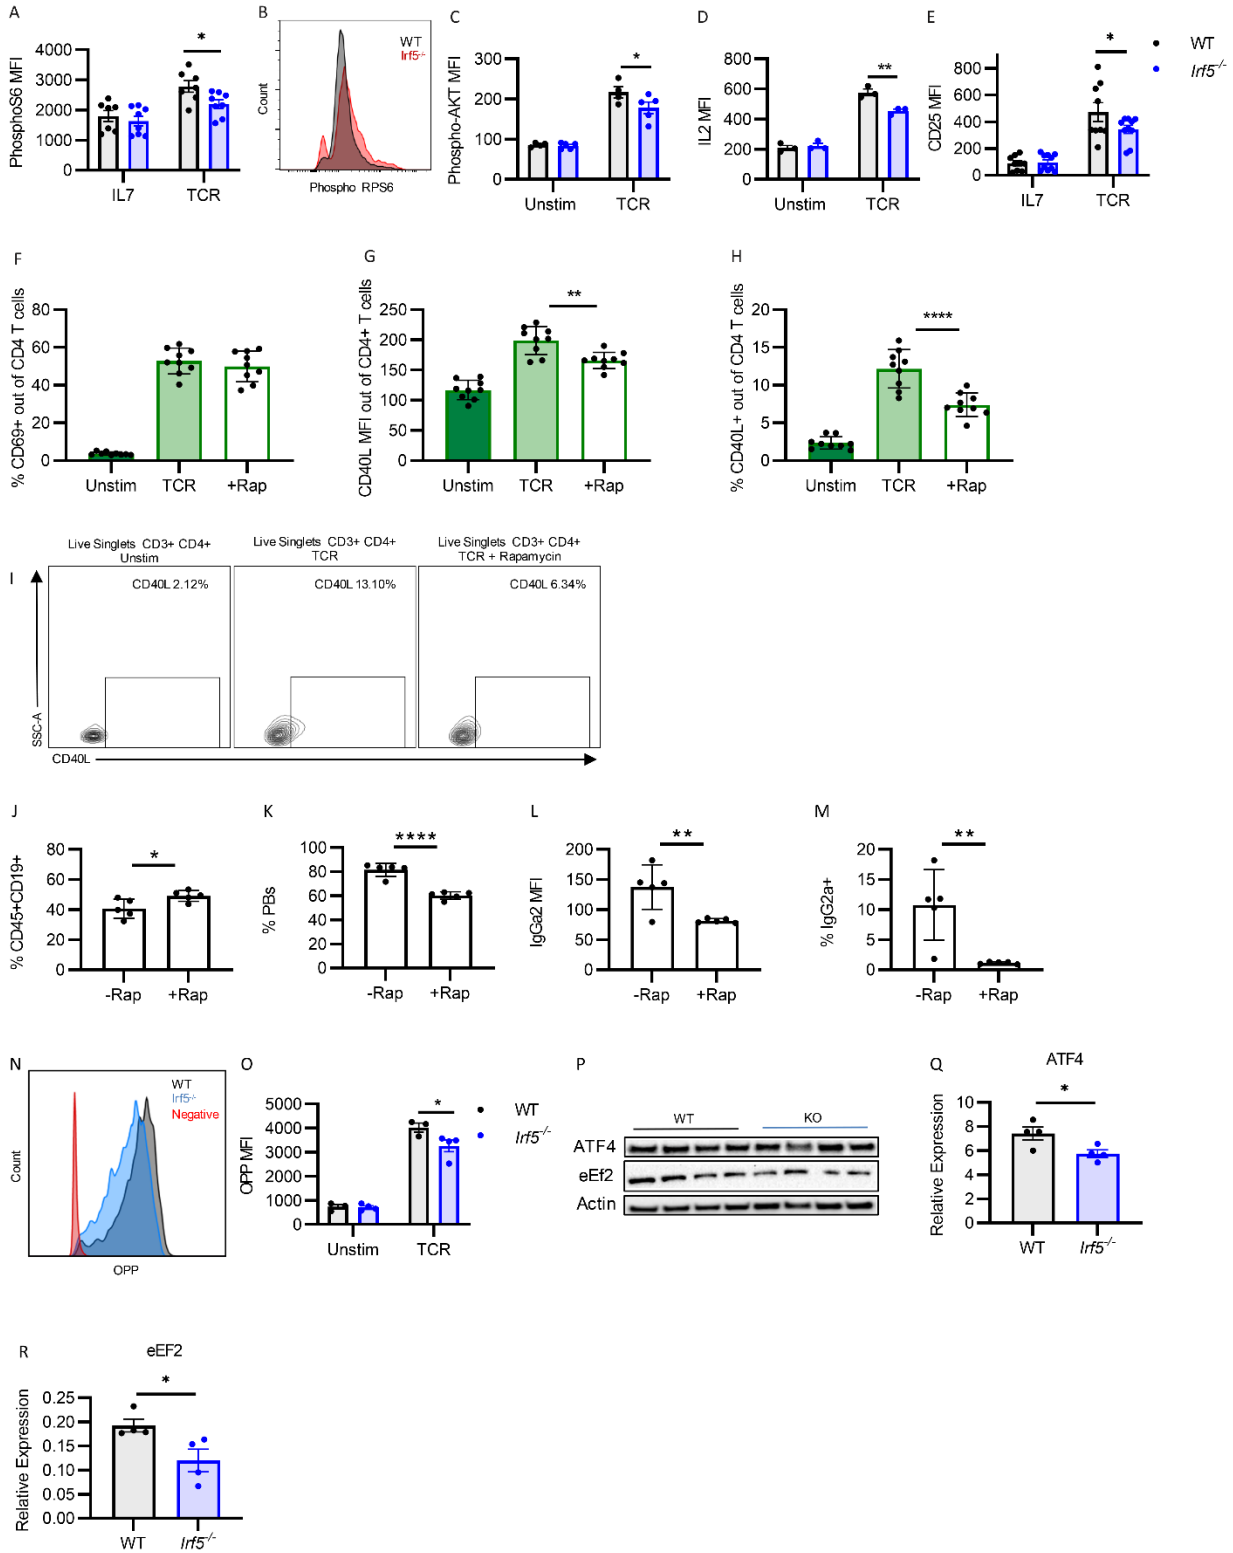 A
PhosphoS6 MFI
4000
3000
2000
1000
0
*
IL7
TCR
B
WT
Irf5-/-
Count
Phospho RPS6
C
Phospho-AKT MFI
300
200
100
0
*
Unstim
TCR
D
IL2 MFI
800
600
400
200
0
**
Unstim
TCR
E
CD25 MFI
800
600
400
200
0
*
IL7
TCR
WT
Irf5-/-
F
% CD69+ out of CD4 T cells
80
60
40
20
0
Unstim
TCR
+Rap
G
CD40L MFI out of CD4+ T cells
250
200
150
100
50
0
**
Unstim
TCR
+Rap
H
% CD40L+ out of CD4 T cells
20
15
10
5
0
****
Unstim
TCR
+Rap
I
Live Singlets CD3+ CD4+
Unstim
CD40L 2.12%
Live Singlets CD3+ CD4+
TCR
CD40L 13.10%
Live Singlets CD3+ CD4+
TCR + Rapamycin
CD40L 6.34%
SSC-A
CD40L
J
% CD45+CD19+
80
60
40
20
0
*
-Rap
+Rap
K
% PBs
100
80
60
40
20
0
****
-Rap
+Rap
L
IgGa2 MFI
200
150
100
50
0
**
-Rap
+Rap
M
% IgG2a+
20
15
10
5
0
**
-Rap
+Rap
N
WT
Irf5-/-
Negative
Count
OPP
O
OPP MFI
5000
4000
3000
2000
1000
0
*
Unstim
TCR
WT
Irf5-/-
P
WT
KO
ATF4
eEf2
Actin
Q
ATF4
Relative Expression
10
8
6
4
2
0
*
WT
Irf5-/-
R
eEF2
Relative Expression
0.25
0.20
0.15
0.10
0.05
0.00
*
WT
Irf5-/-